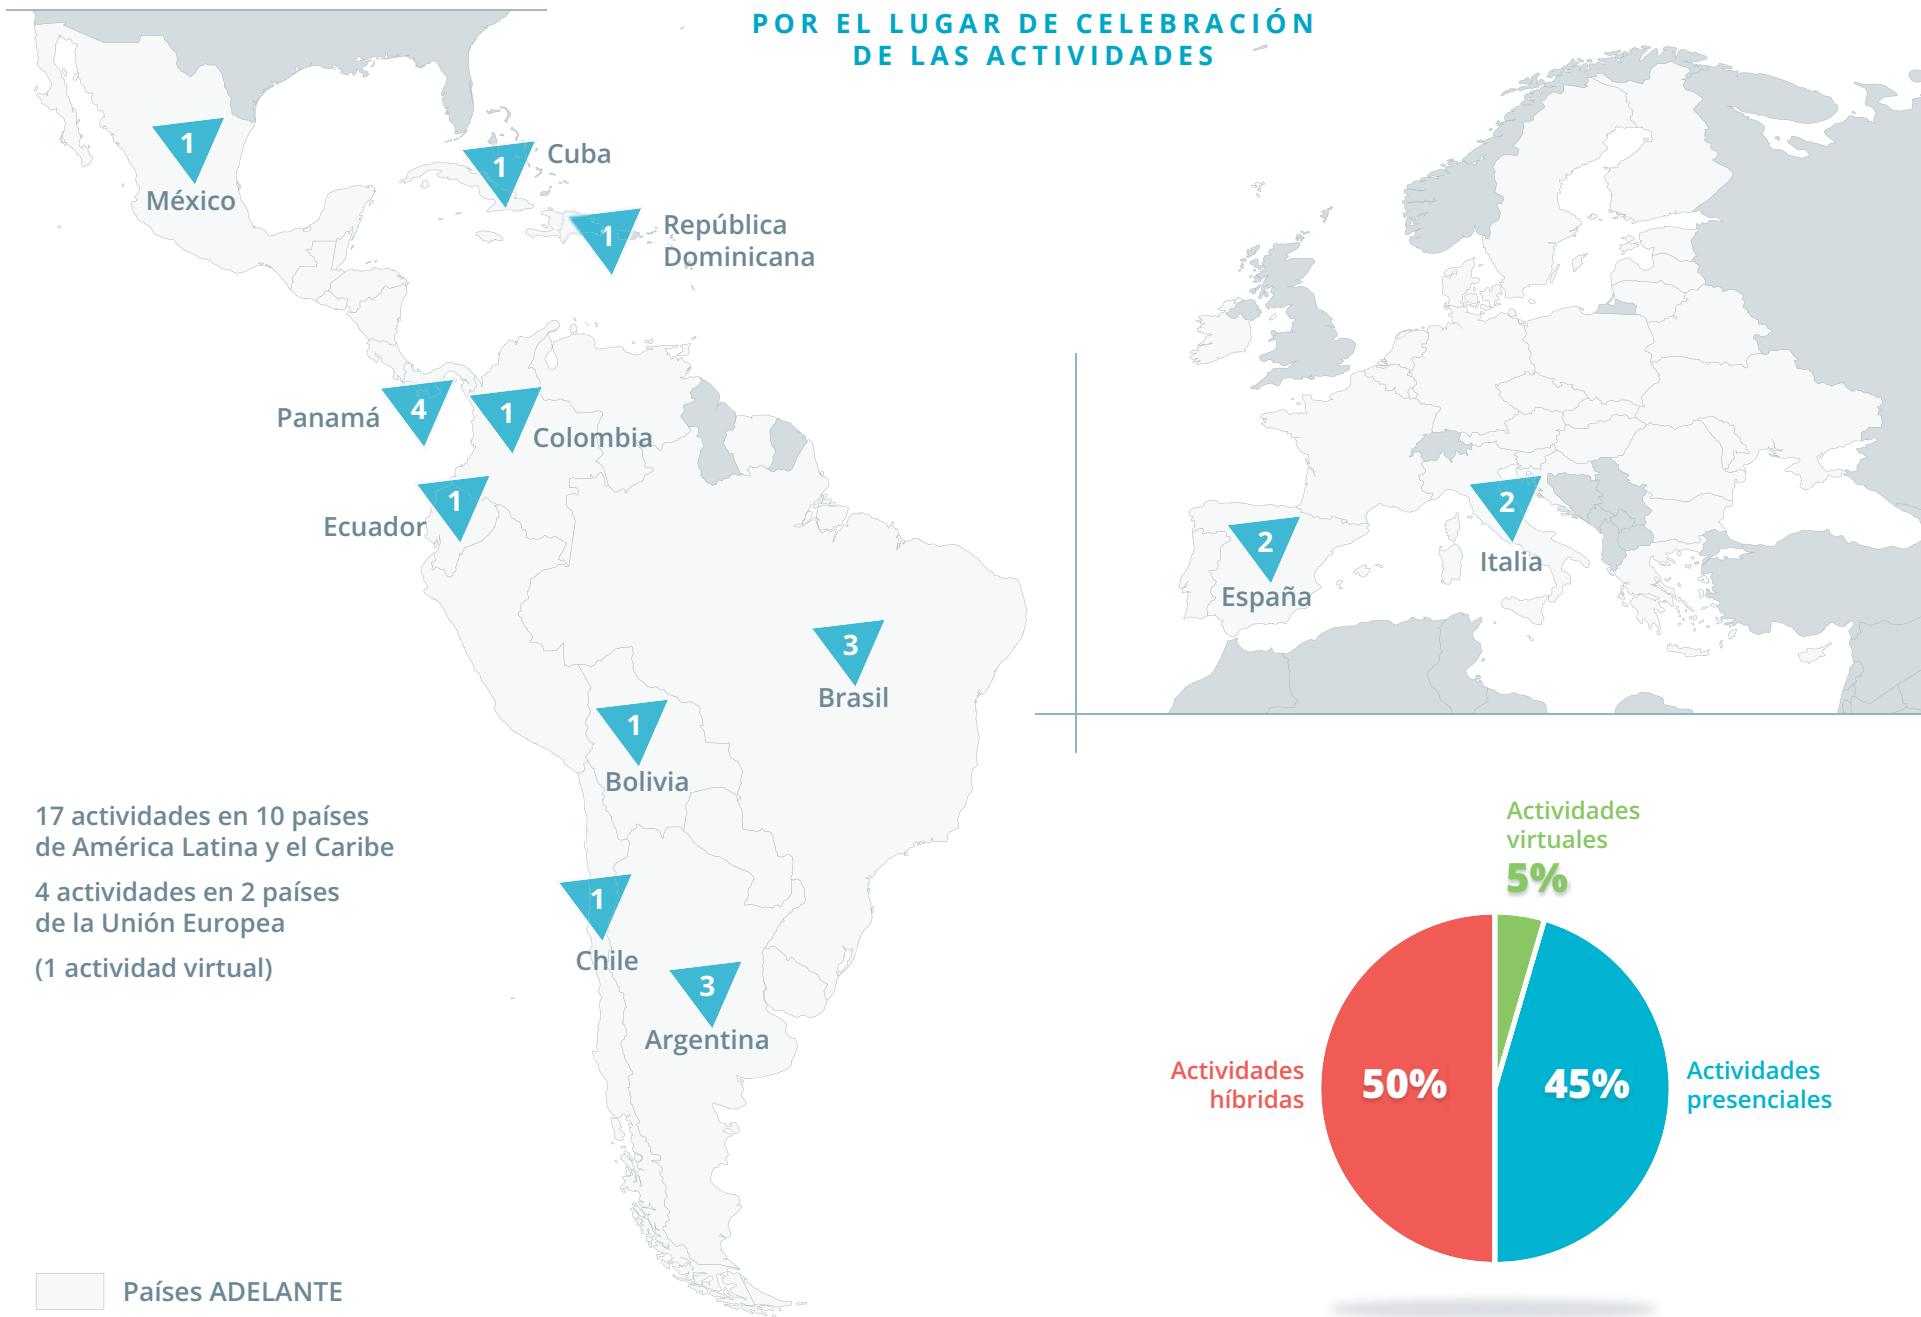 POR EL LUGAR DE CELEBRACIÓN
DE LAS ACTIVIDADES
1
México
1
Cuba
1
República
Dominicana
4
Panamá
1
Colombia
1
Ecuador
3
Brasil
1
Bolivia
1
Chile
3
Argentina
2
España
2
Italia
17 actividades en 10 países
de América Latina y el Caribe
4 actividades en 2 países
de la Unión Europea
(1 actividad virtual)
Países ADELANTE
Actividades
virtuales
5%
Actividades
híbridas
50%
45%
Actividades
presenciales